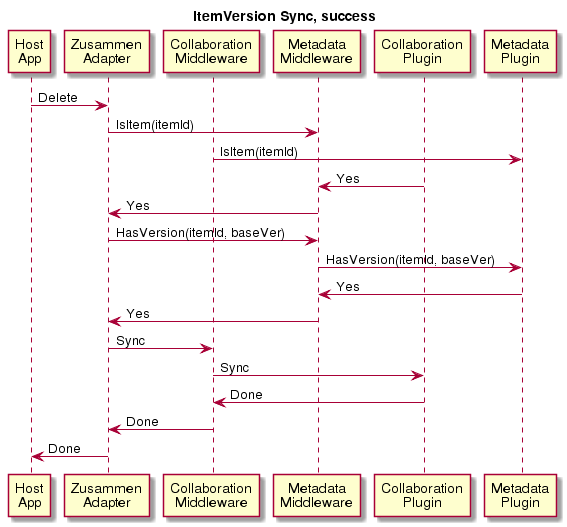 ItemVersion Sync, success
Host
App
Zusammen
Adapter
Collaboration
Middleware
Metadata
Middleware
Collaboration
Plugin
Metadata
Plugin
Delete
IsItem(itemId)
IsItem(itemId)
Yes
Yes
HasVersion(itemId, baseVer)
HasVersion(itemId, baseVer)
Yes
Yes
Sync
Sync
Done
Done
Done
Host
App
Zusammen
Adapter
Collaboration
Middleware
Metadata
Middleware
Collaboration
Plugin
Metadata
Plugin